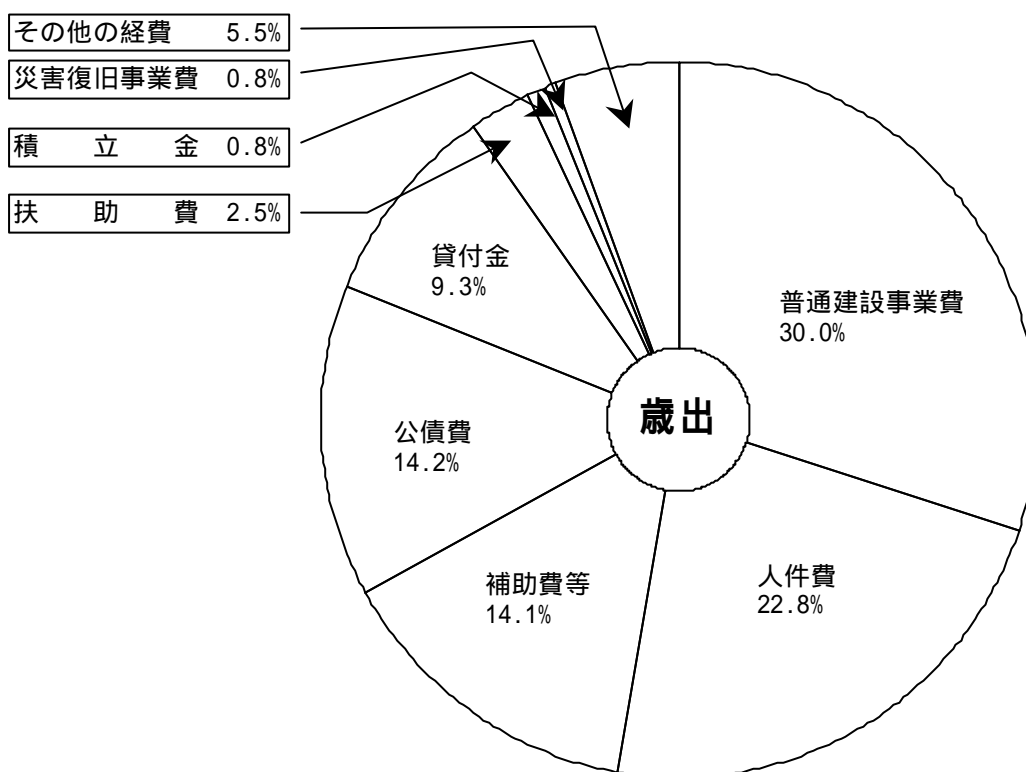 その他の経費 5.5%
災害復旧事業費 0.8%
積立金 0.8%
扶助費 2.5%
貸付金
9.3%
普通建設事業費
30.0%
歳出
公債費
14.2%
補助費等
14.1%
人件費
22.8%